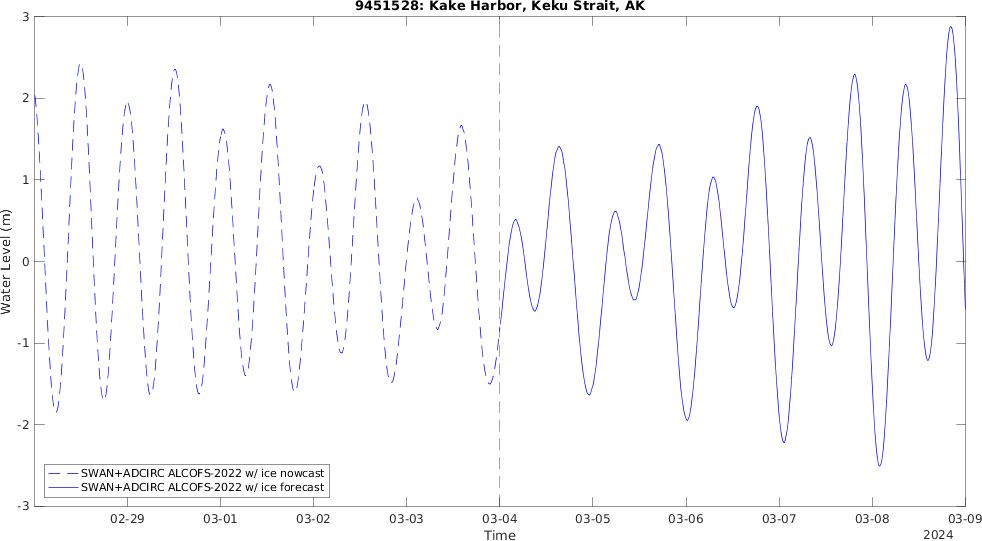 9451528: Kake Harbor, Keku Strait, AK
3
2
1
0
-1
-2
-3
Water Level (m)
SWAN+ADCIRC ALCOFS-2022 w/ ice nowcast
SWAN+ADCIRC ALCOFS-2022 w/ ice forecast
02-29 03-01 03-02 03-03 03-04 03-05 03-06 03-07 03-08 03-09
Time
2024